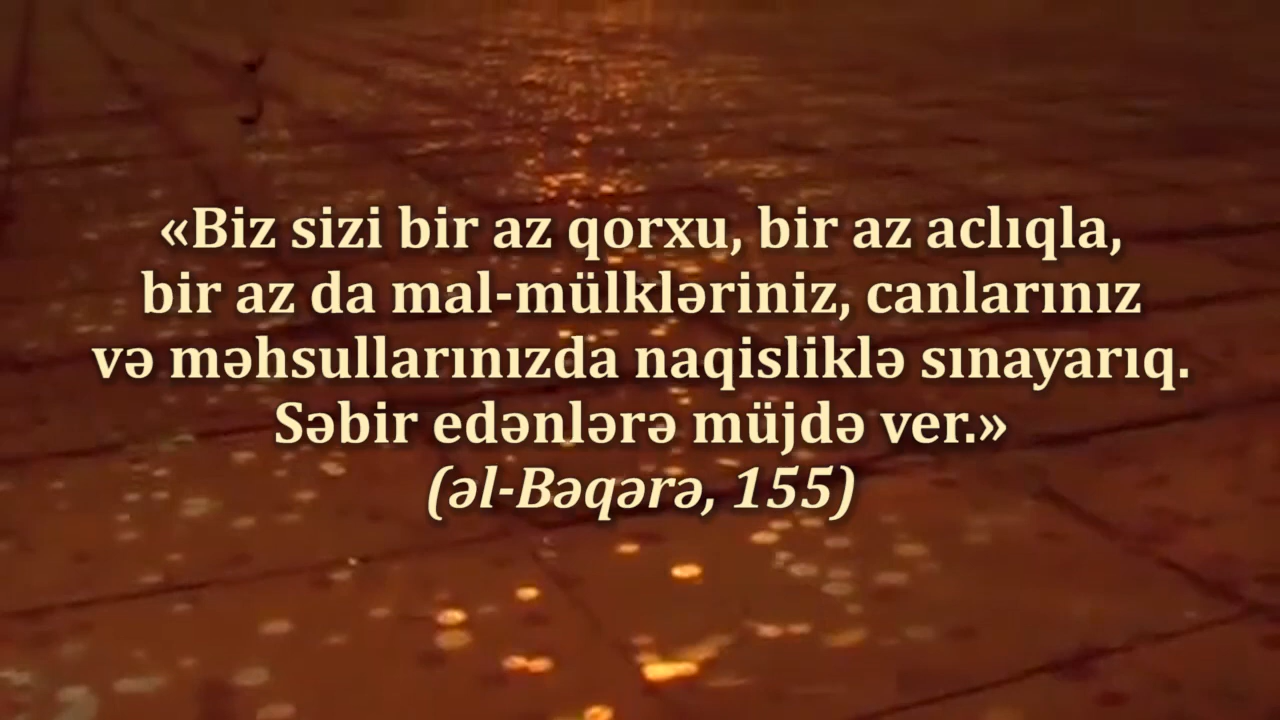 «Biz sizi bir az qorxu, bir az aclıqla,
bir az da mal-mülkləriniz, canlarınız
və məhsullarınızda naqisliklə sınayarıq.
Səbir edənlərə müjdə ver.»
(əl-Bəqərə, 155)